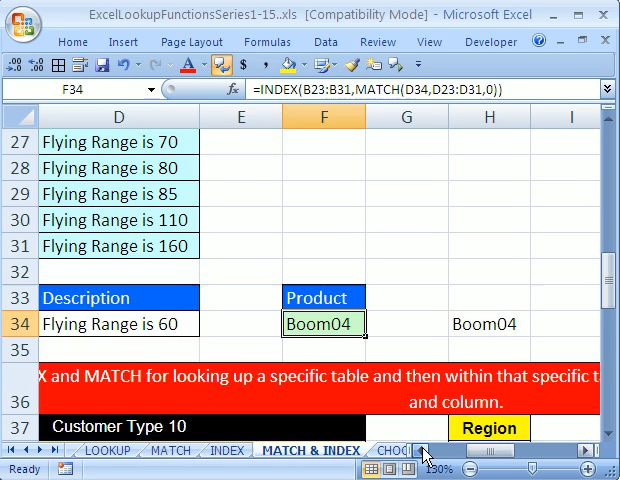 ExcelLookupFunctionsSeries1-15..xls [Compatibility Mode] - Microsoft Excel
Home Insert Page Layout Formulas Data Review View Developer
F34 fx =INDEX(B23:B31,MATCH(D34,D23:D31,0))
D E F G H I
27 Flying Range is 70
28 Flying Range is 80
29 Flying Range is 85
30 Flying Range is 110
31 Flying Range is 160
32
33 Description Product
34 Flying Range is 60 Boom04 Boom04
35
X and MATCH for looking up a specific table and then within that specific t
36 and column.
37 Customer Type 10 Region
LOOKUP MATCH INDEX MATCH & INDEX CHOO
Ready 130%